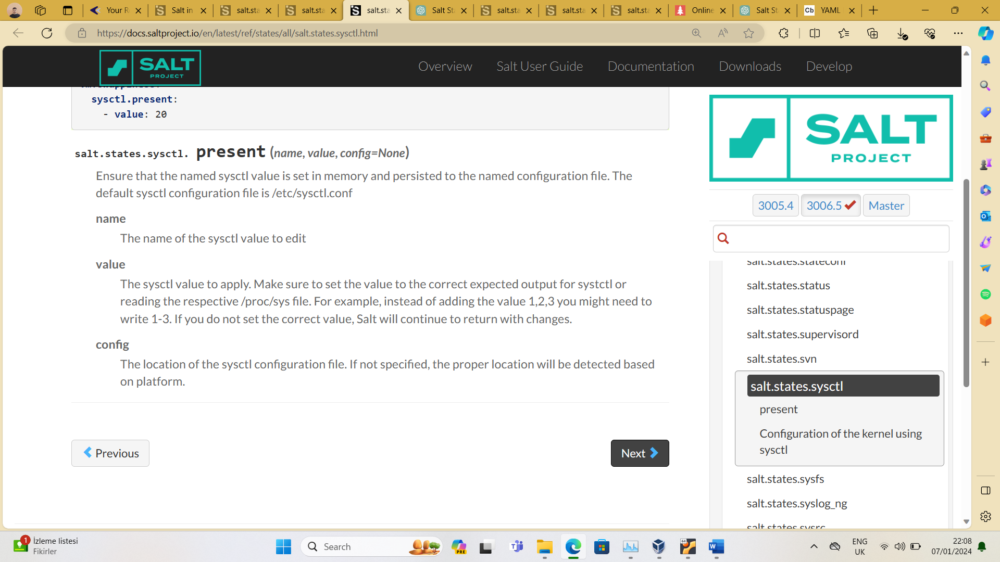 Your R
Salt in
salt.sta
salt.sta
salt.sta
Salt St
salt.sta
salt.sta
salt.sta
Online
Salt St
Cb YAML
https://docs.saltproject.io/en/latest/ref/states/all/salt.states.sysctl.html
SALT PROJECT
Overview
Salt User Guide
Documentation
Downloads
Develop
sysctl.present:
- value: 20
salt.states.sysctl. present (name, value, config=None)
Ensure that the named sysctl value is set in memory and persisted to the named configuration file. The
default sysctl configuration file is /etc/sysctl.conf
name
The name of the sysctl value to edit
value
The sysctl value to apply. Make sure to set the value to the correct expected output for systctl or
reading the respective /proc/sys file. For example, instead of adding the value 1,2,3 you might need to
write 1-3. If you do not set the correct value, Salt will continue to return with changes.
config
The location of the sysctl configuration file. If not specified, the proper location will be detected based
on platform.
Previous
Next
SALT
PROJECT
3005.4
3006.5
Master
salt.states.stateconf
salt.states.status
salt.states.statuspage
salt.states.supervisord
salt.states.svn
salt.states.sysctl
present
Configuration of the kernel using
sysctl
salt.states.sysfs
salt.states.syslog_ng
salt.states.sysrc
1
İzleme listesi
Fikirler
Search
PRE
64
ENG
UK
22:08
07/01/2024